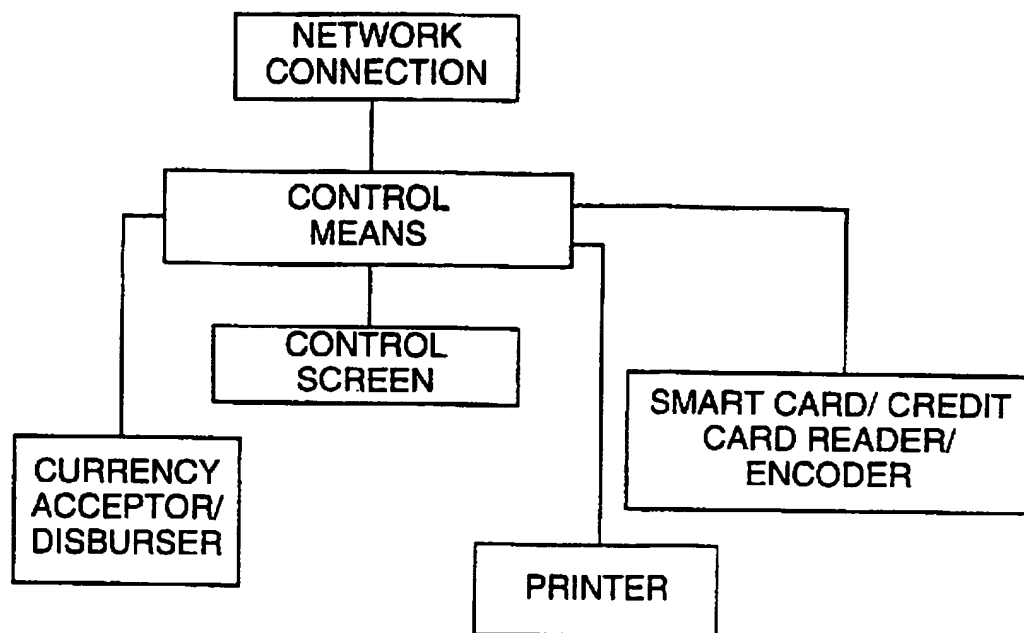 NETWORK
CONNECTION
CONTROL
MEANS
CONTROL
SCREEN
SMART CARD/ CREDIT
CARD READER/
ENCODER
CURRENCY
ACCEPTOR/
DISBURSER
PRINTER